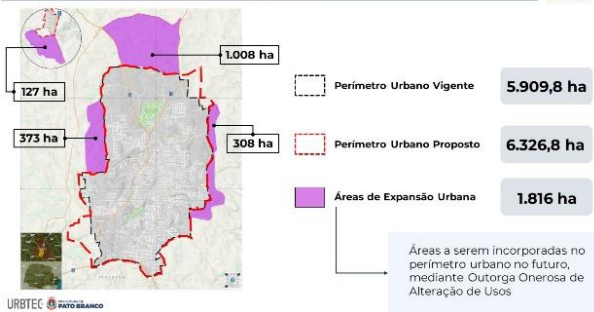 1.008 ha
127 ha
373 ha
308 ha
Perímetro Urbano Vigente
5.909,8 ha
Perímetro Urbano Proposto
6.326,8 ha
Áreas de Expansão Urbana
1.816 ha
Áreas a serem incorporadas no
perímetro urbano no futuro,
mediante Outorga Onerosa de
Alteração de Usos
URBTEC
PATO BRANCO